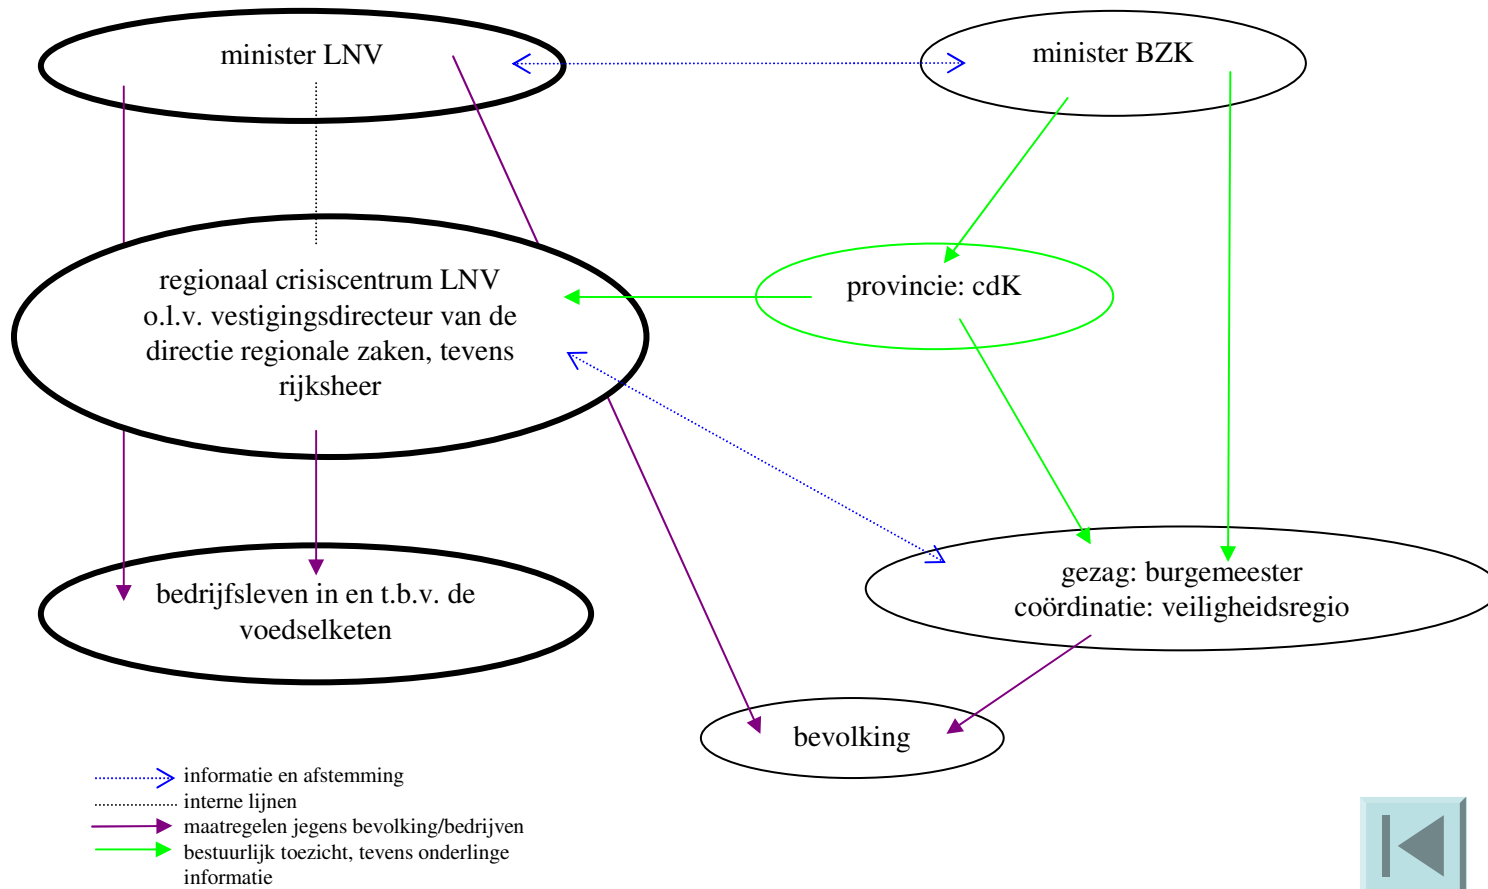 minister LNV
minister BZK
regionaal crisiscentrum LNV
o.l.v. vestigingsdirecteur van de
directie regionale zaken, tevens
rijksheer
provincie: cdK
bedrijfsleven in en t.b.v. de
voedselketen
gezag: burgemeester
coördinatie: veiligheidsregio
bevolking
informatie en afstemming
interne lijnen
maatregelen jegens bevolking/bedrijven
bestuurlijk toezicht, tevens onderlinge
informatie